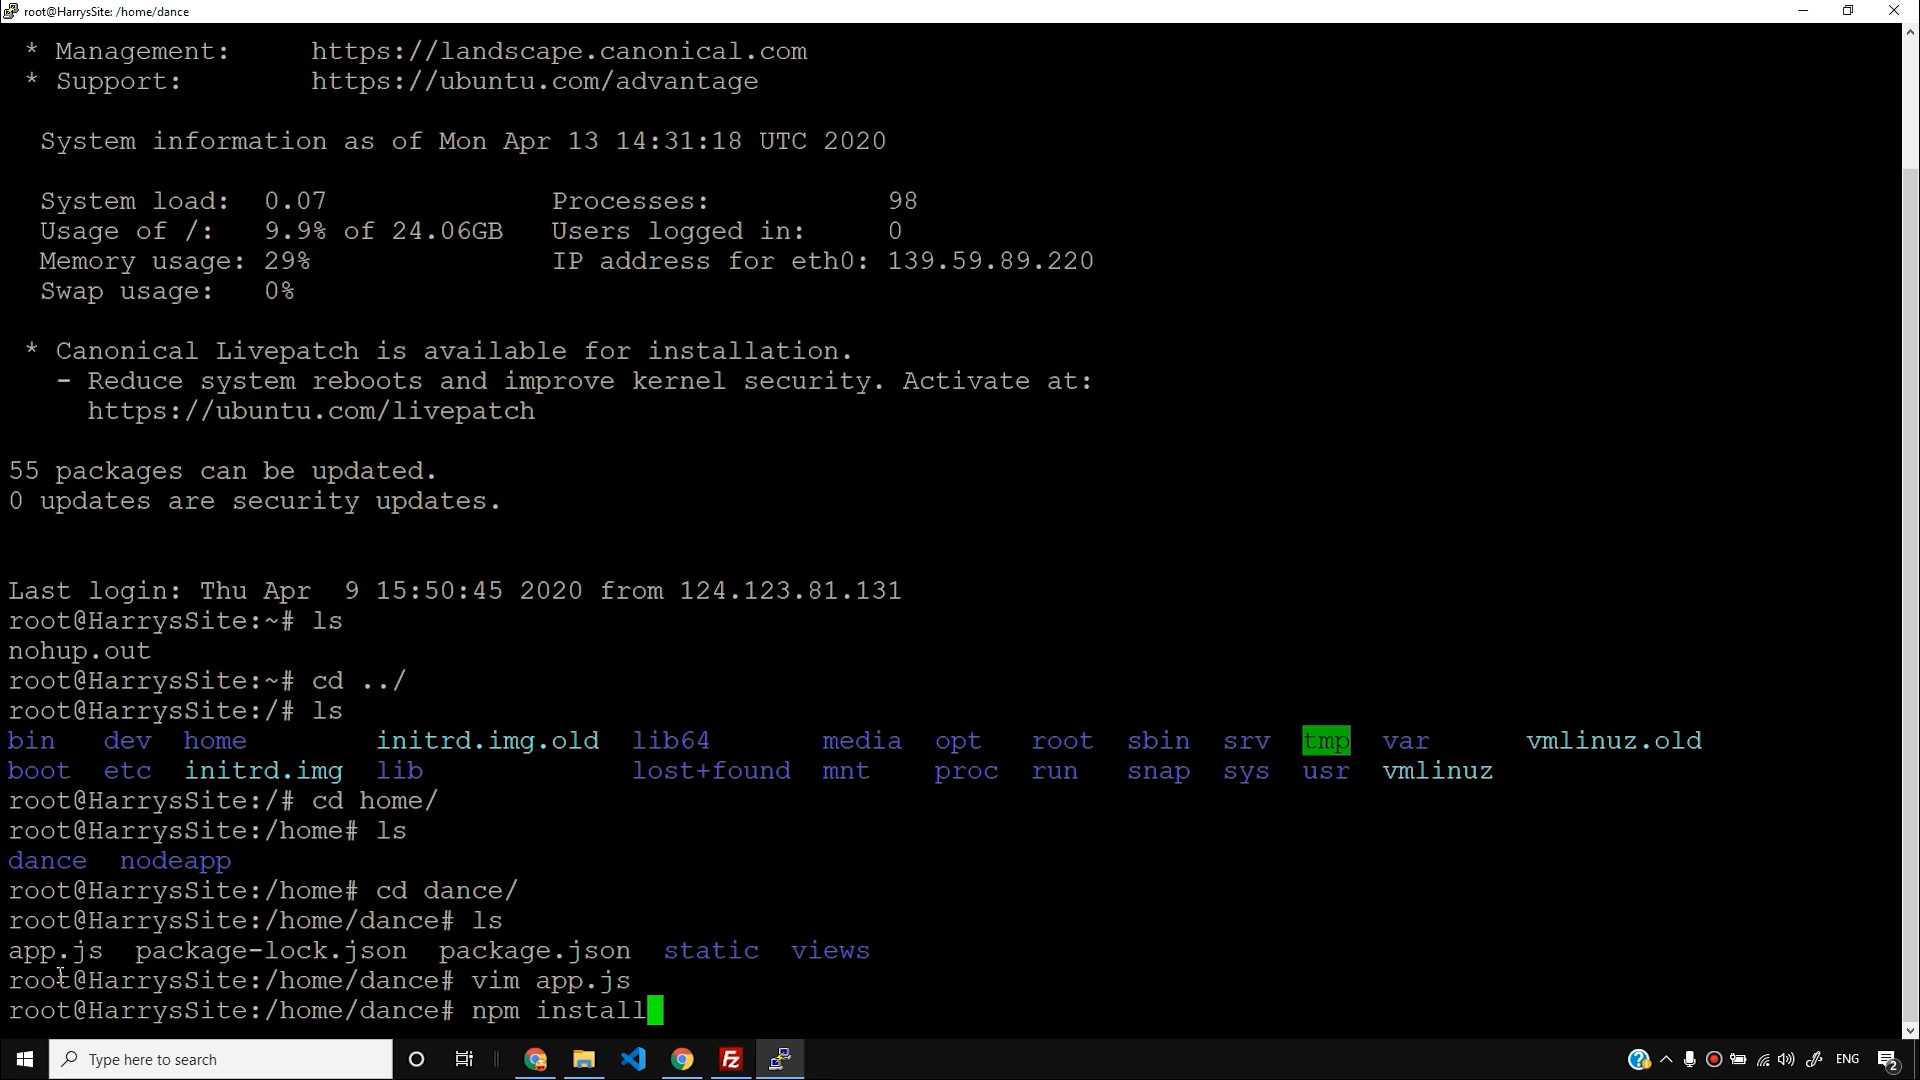 root@HarrysSite: /home/dance
* Management:     https://landscape.canonical.com
* Support:        https://ubuntu.com/advantage
System information as of Mon Apr 13 14:31:18 UTC 2020
System load:  0.07              Processes:           98
Usage of /:   9.9% of 24.06GB   Users logged in:     0
Memory usage: 29%               IP address for eth0: 139.59.89.220
Swap usage:   0%
* Canonical Livepatch is available for installation.
- Reduce system reboots and improve kernel security. Activate at:
https://ubuntu.com/livepatch
55 packages can be updated.
0 updates are security updates.
Last login: Thu Apr  9 15:50:45 2020 from 124.123.81.131
root@HarrysSite:~# ls
nohup.out
root@HarrysSite:~# cd ../
root@HarrysSite:/# ls
bin   dev  home        initrd.img.old  lib64       media  opt   root  sbin  srv  tmp  var      vmlinuz.old
boot  etc  initrd.img  lib             lost+found  mnt    proc  run   snap  sys  usr  vmlinuz
root@HarrysSite:/# cd home/
root@HarrysSite:/home# ls
dance  nodeapp
root@HarrysSite:/home# cd dance/
root@HarrysSite:/home/dance# ls
app.js  package-lock.json  package.json  static  views
root@HarrysSite:/home/dance# vim app.js
root@HarrysSite:/home/dance# npm install
Type here to search
ENG
2